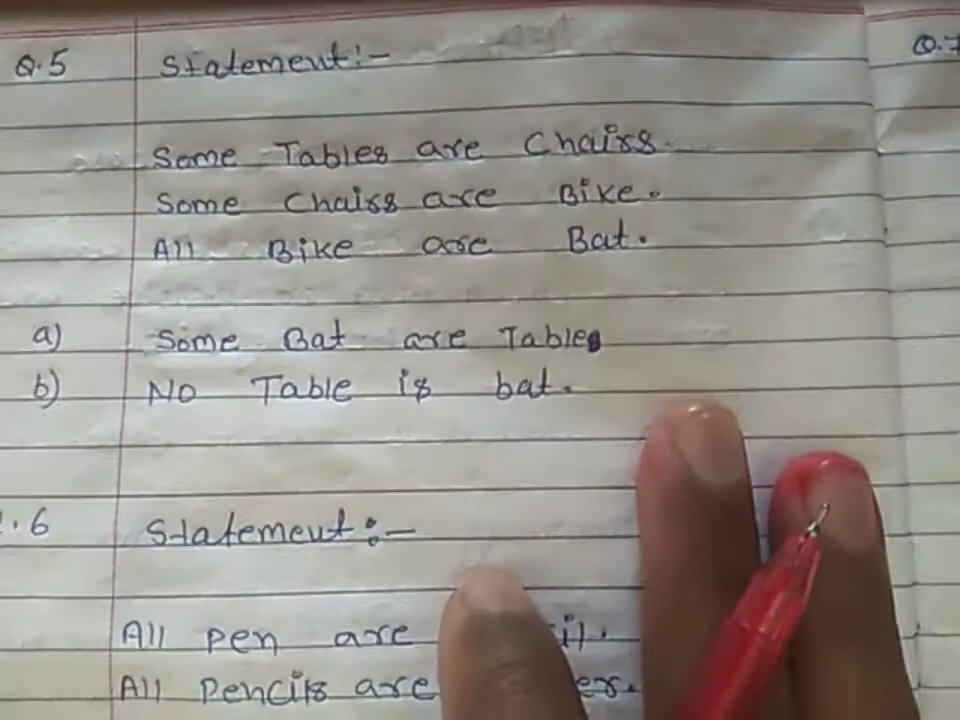 Q.5 Statement:-
Q.7
Some Tables are Chairs.
Some Chairs are Bike.
All Bike are Bat.
a) Some Bat are Tables
b) No Table is bat.
.6 Statement:-
All pen are
All Pencils are